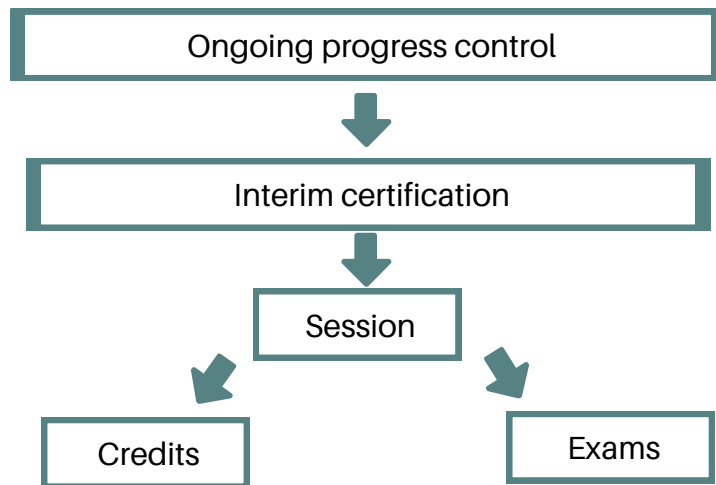 Ongoing progress control
Interim certification
Session
Credits
Exams